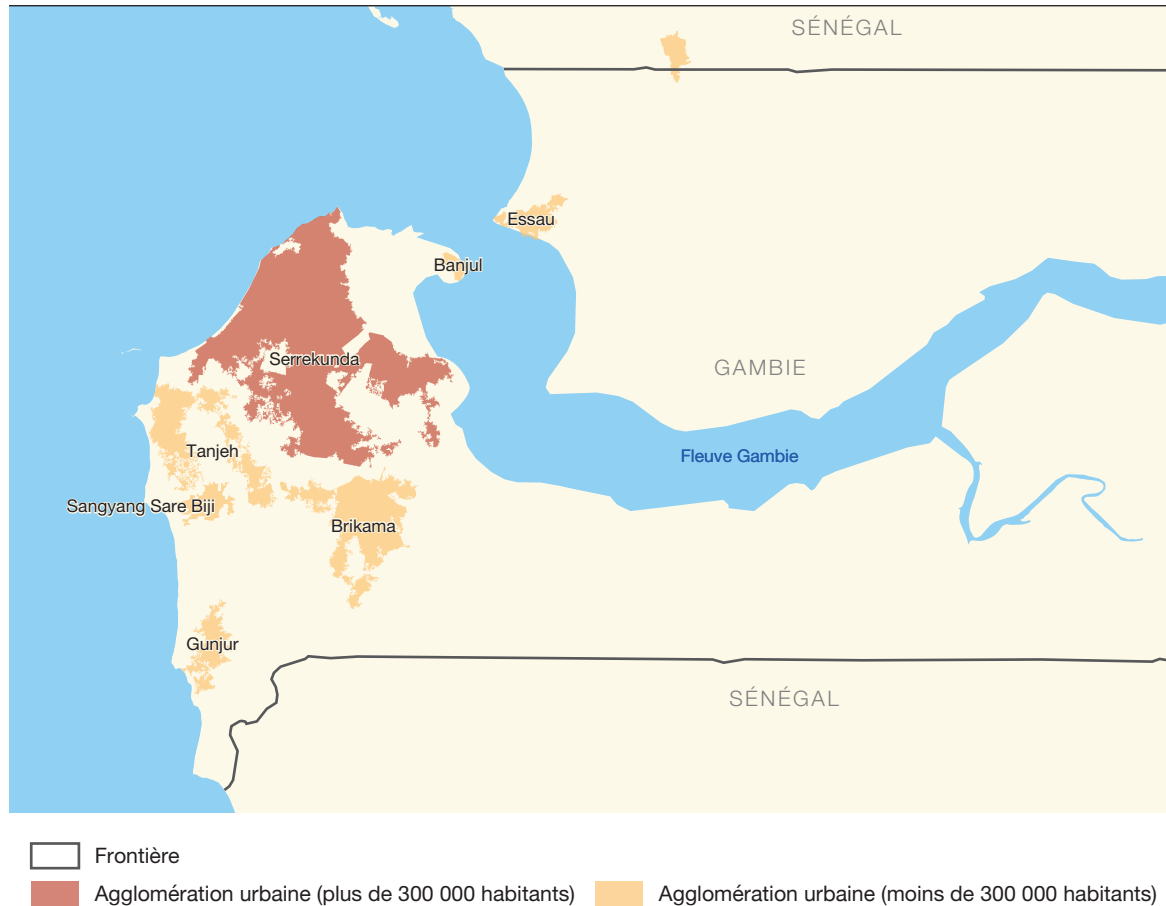 SÉNÉGAL
Essau
Banjul
Serrekunda
GAMBIE
Tanjeh
Fleuve Gambie
Sangyang Sare Biji
Brikama
Gunjur
SÉNÉGAL
Frontière
Agglomération urbaine (plus de 300 000 habitants)
Agglomération urbaine (moins de 300 000 habitants)